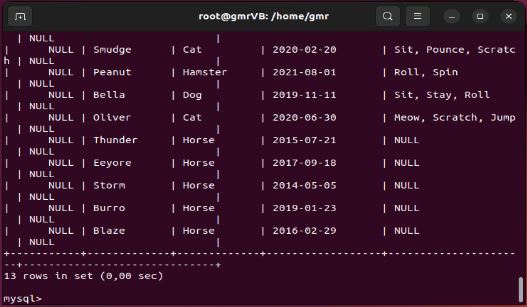 root@gmrVB: /home/gmr
| NULL |
| NULL | Smudge | Cat | 2020-02-20 | Sit, Pounce, Scratc
h | NULL |
| NULL | Peanut | Hamster | 2021-08-01 | Roll, Spin
| NULL |
| NULL | Bella | Dog | 2019-11-11 | Sit, Stay, Roll
| NULL |
| NULL | Oliver | Cat | 2020-06-30 | Meow, Scratch, Jump
| NULL |
| NULL | Thunder | Horse | 2015-07-21 | NULL
| NULL |
| NULL | Eeyore | Horse | 2017-09-18 | NULL
| NULL |
| NULL | Storm | Horse | 2014-05-05 | NULL
| NULL |
| NULL | Burro | Horse | 2019-01-23 | NULL
| NULL |
| NULL | Blaze | Horse | 2016-02-29 | NULL
| NULL |
+-----------+-------------+-------------+------------------+--------------------
--+-----------------------------+
13 rows in set (0,00 sec)
mysql>